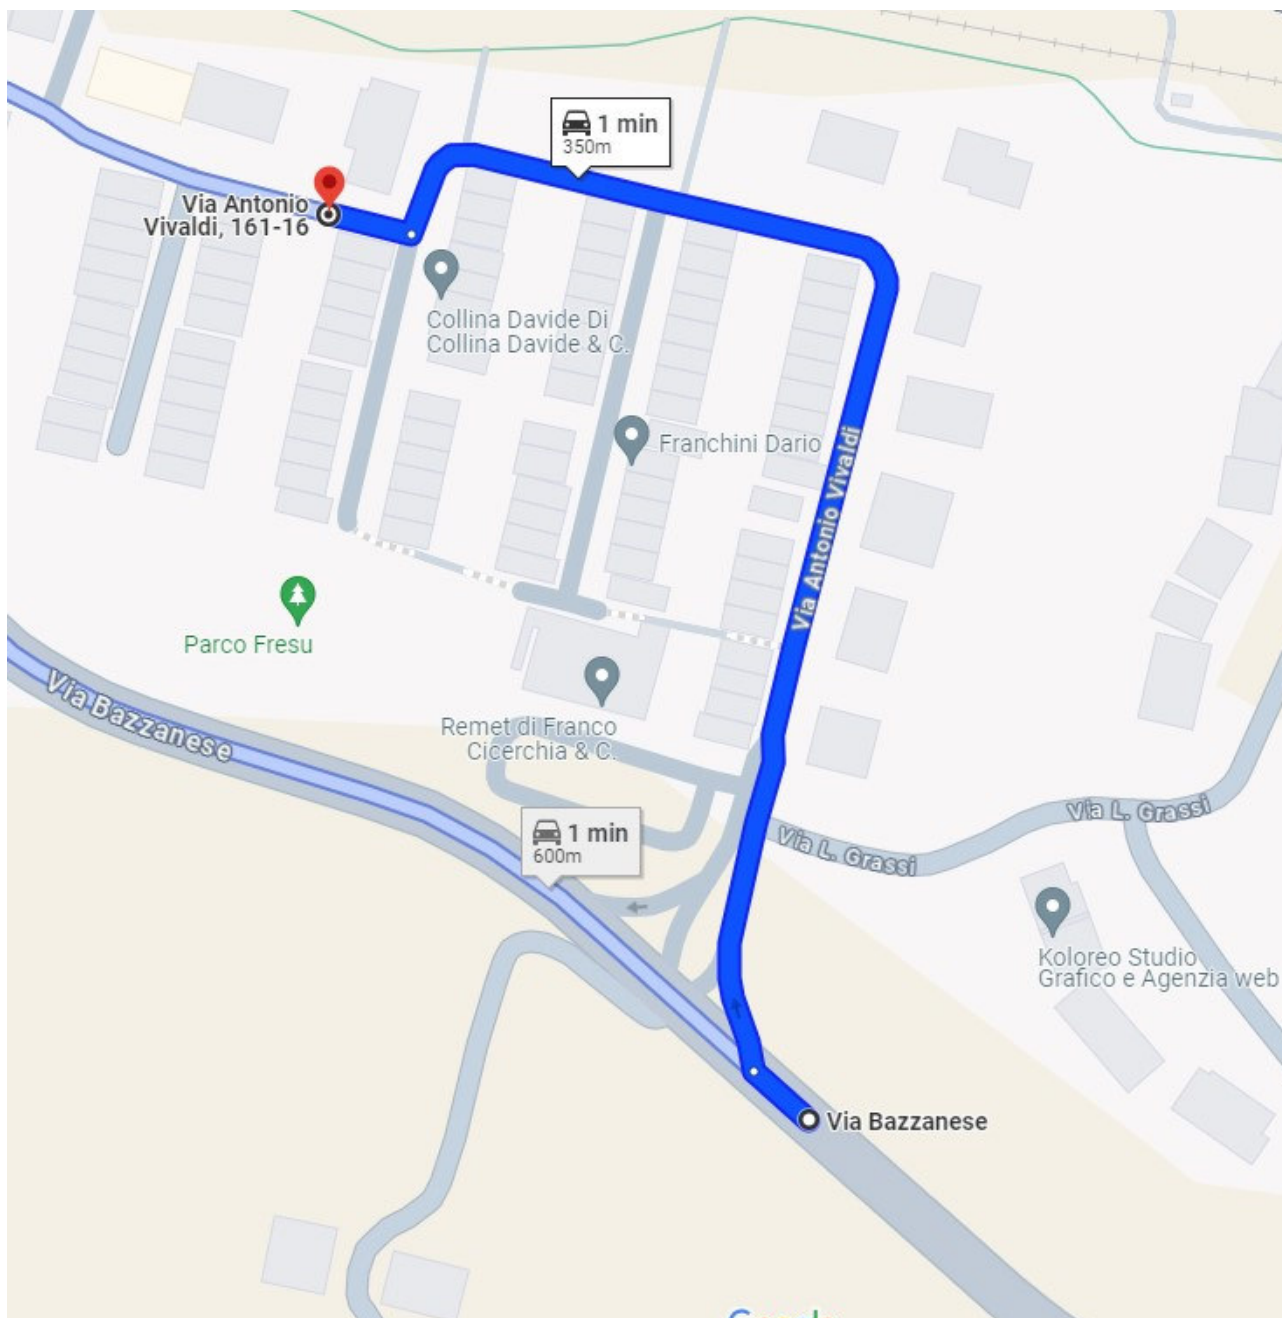 1 min
350m
Via Antonio
Vivaldi, 161-16
Collina Davide Di
Collina Davide & C.
Franchini Dario
Via Antonio Vivaldi
Parco Fresu
Via Bazzanese
Remet di Franco
Cicerchia & C.
1 min
600m
Via L. Grassi
Via L. Grassi
Koloreo Studio
Grafico e Agenzia web
Via Bazzanese